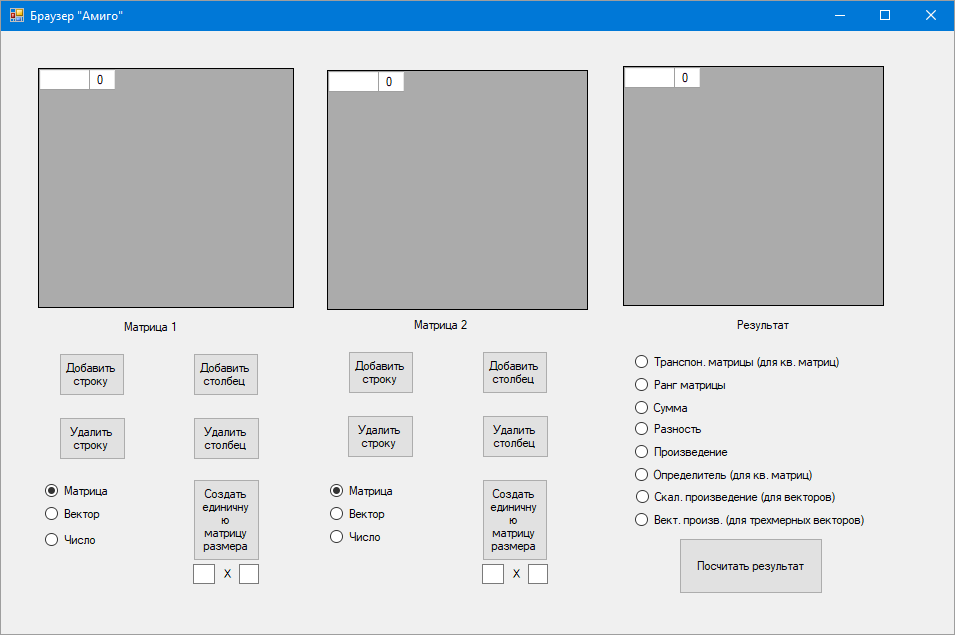 Браузер "Амиго"
0
0
0
Матрица 1
Матрица 2
Результат
Добавить
строку
Добавить
столбец
Удалить
строку
Удалить
столбец
Матрица
Вектор
Число
Создать
единичну
ю
матрицу
размера
X
Добавить
строку
Добавить
столбец
Удалить
строку
Удалить
столбец
Матрица
Вектор
Число
Создать
единичну
ю
матрицу
размера
X
Транспон. матрицы (для кв. матриц)
Ранг матрицы
Сумма
Разность
Произведение
Определитель (для кв. матриц)
Скал. произведение (для векторов)
Вект. произв. (для трехмерных векторов)
Посчитать результат